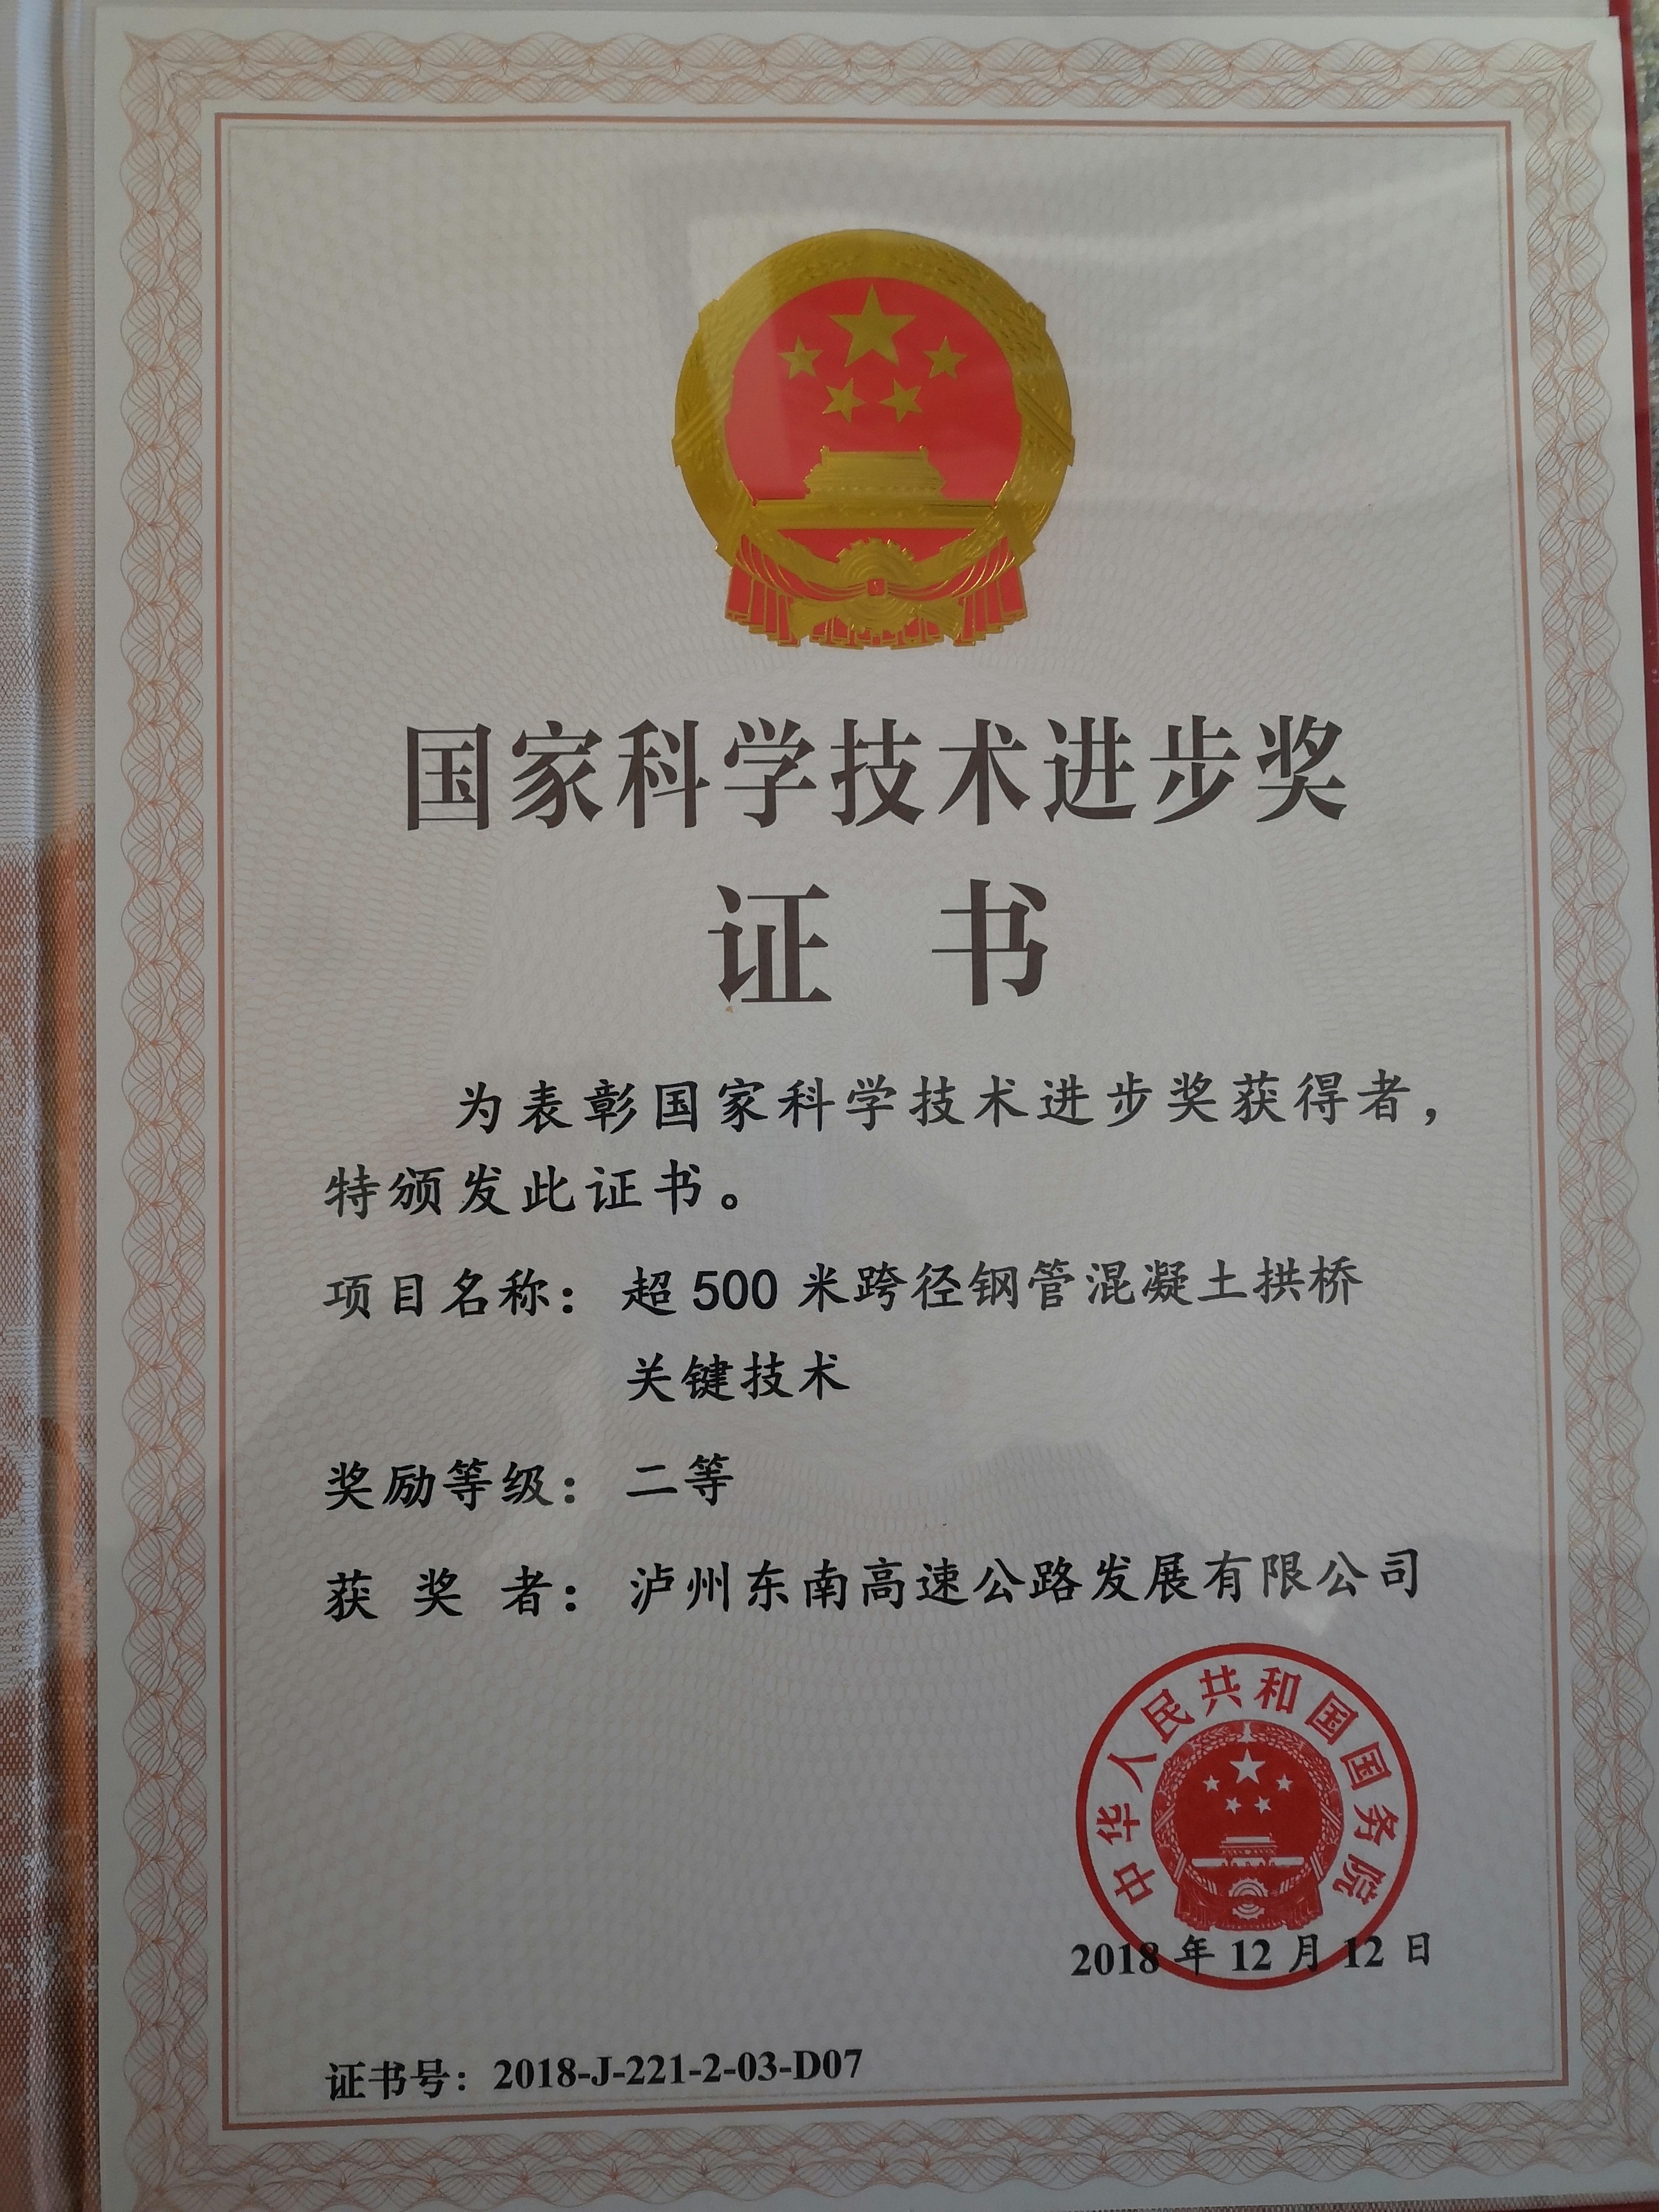 国家科学技术进步奖
证 书
为表彰国家科学技术进步奖获得者，
特颁发此证书。
项目名称：超500米跨径钢管混凝土拱桥
关键技术
奖励等级：二等
获 奖 者：泸州东南高速公路发展有限公司
中华人民共和国国务院
2018年12月12日
证书号：2018-J-221-2-03-D07